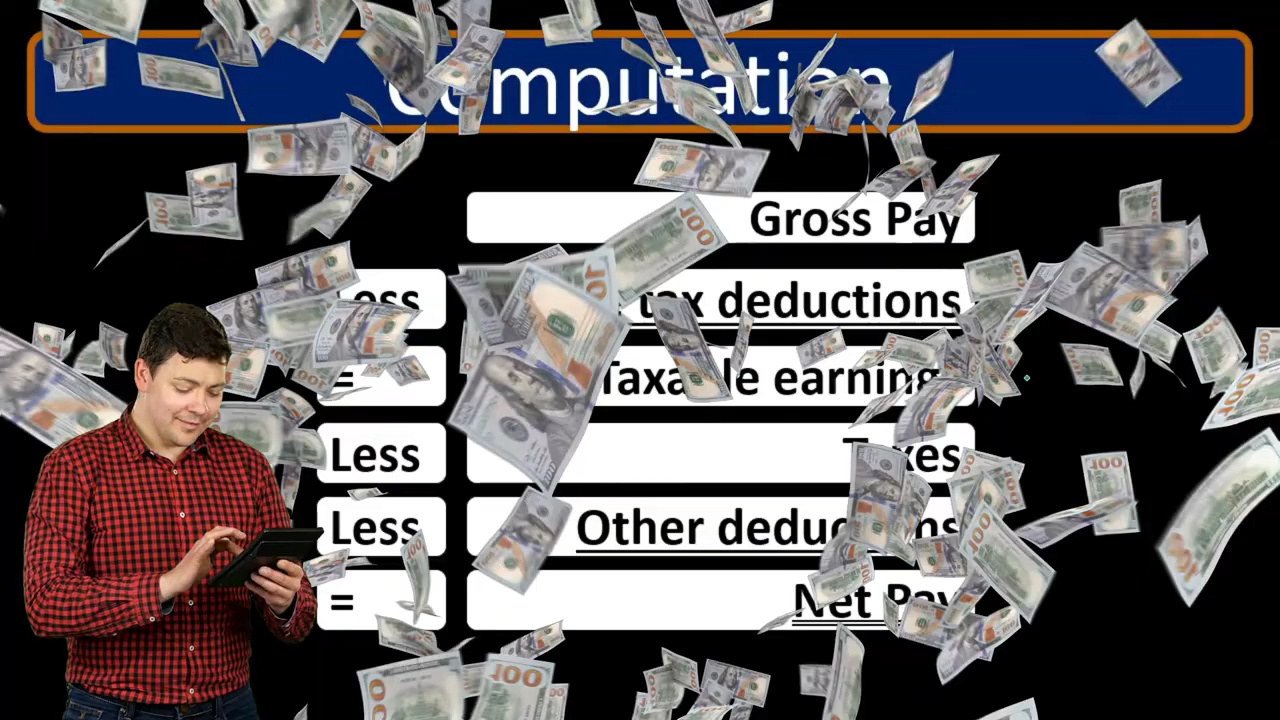 Computation
Gross Pay
Less tax deductions
= Taxable earnings
Less Taxes
Less Other deductions
= Net Pay